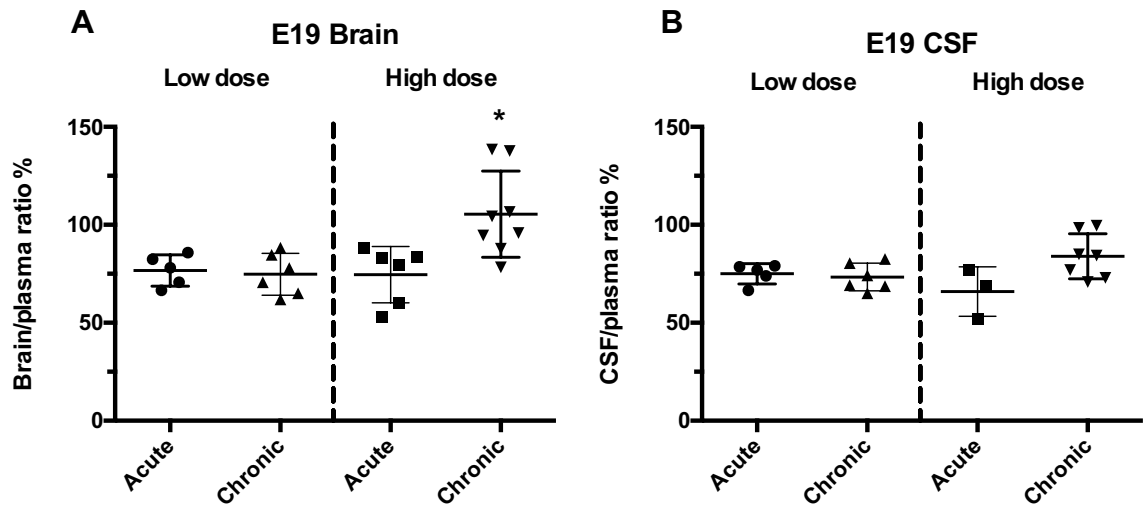 A
E19 Brain
Low dose
High dose
*
150
100
50
0
Brain/plasma ratio %
Acute
Chronic
Acute
Chronic
B
E19 CSF
Low dose
High dose
150
100
50
0
CSF/plasma ratio %
Acute
Chronic
Acute
Chronic